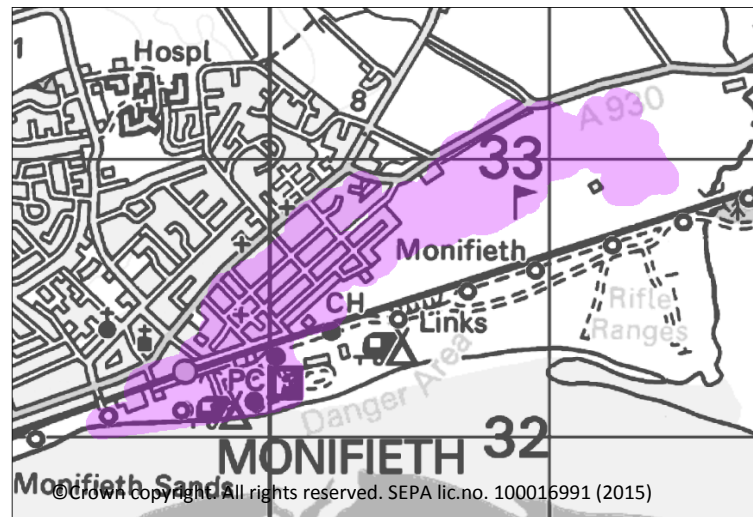 1
Hospl
8
A 930
33
Monifieth
CH
Links
Rifle
Ranges
PC
Danger Area
32
MONIFIETH
Monifieth Sands
©Crown copyright. All rights reserved. SEPA lic.no. 100016991 (2015)